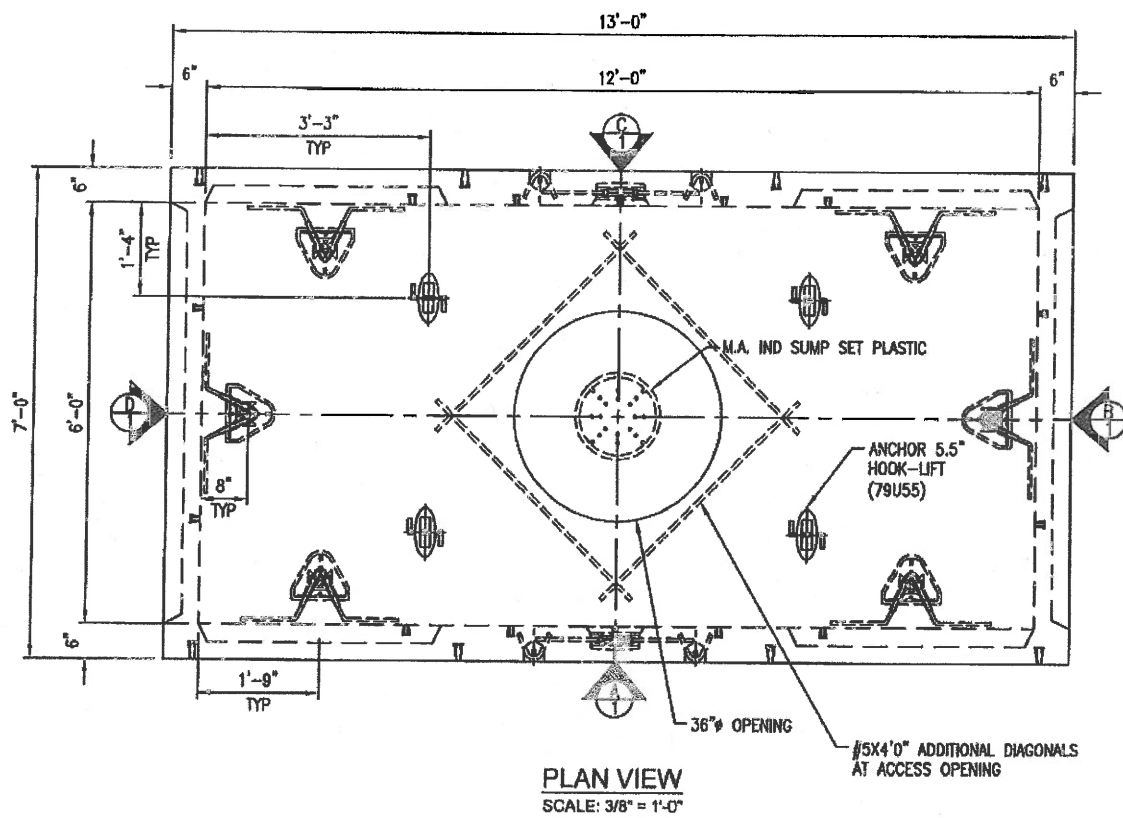 13'-0"
6"
12'-0"
6"
3'-3"
TYP
C
1
6"
1'-4"
TYP
7'-0"
6'-0"
M.A. IND SUMP SET PLASTIC
D
1
B
1
ANCHOR 5.5"
HOOK-LIFT
(79U55)
8"
TYP
6"
1'-9"
TYP
A
1
36"ø OPENING
#5X4'0" ADDITIONAL DIAGONALS
AT ACCESS OPENING
PLAN VIEW
SCALE: 3/8" = 1'-0"